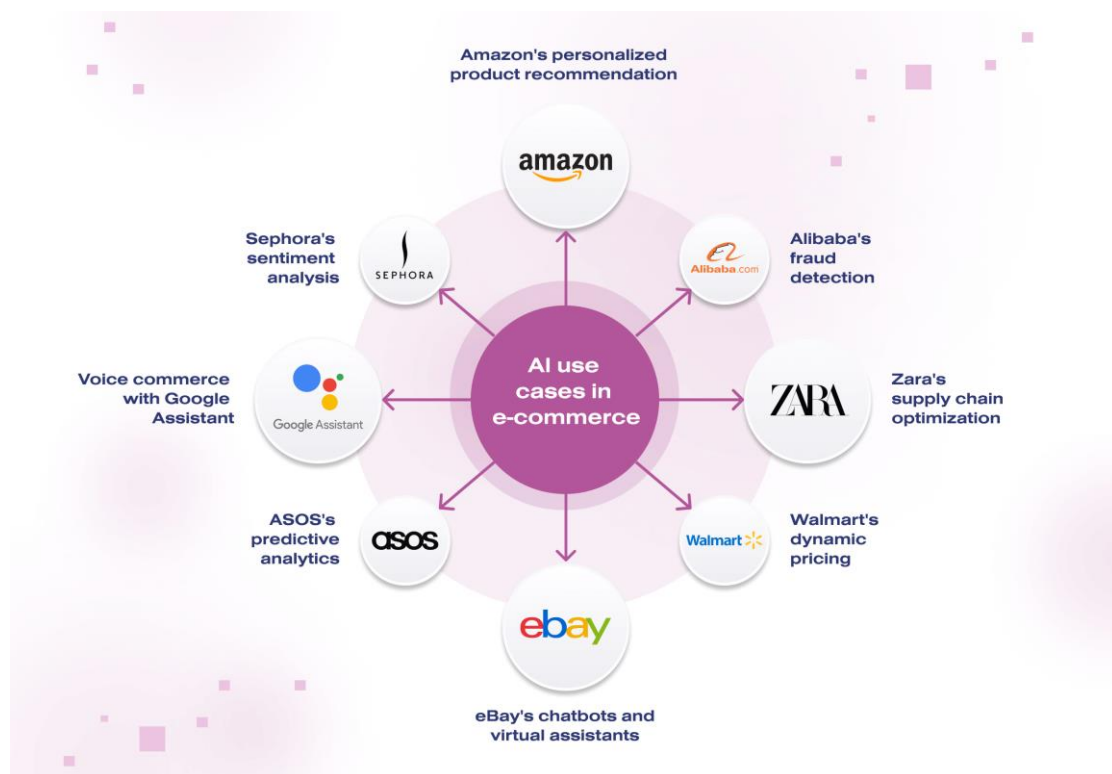 Amazon's personalized
product recommendation
amazon
Sephora's
sentiment
analysis
SEPHORA
Alibaba.com
Alibaba's
fraud
detection
Voice commerce
with Google
Assistant
Google Assistant
AI use
cases in
e-commerce
ZARA
Zara's
supply chain
optimization
ASOS's
predictive
analytics
asos
Walmart
Walmart's
dynamic
pricing
ebay
eBay's chatbots and
virtual assistants